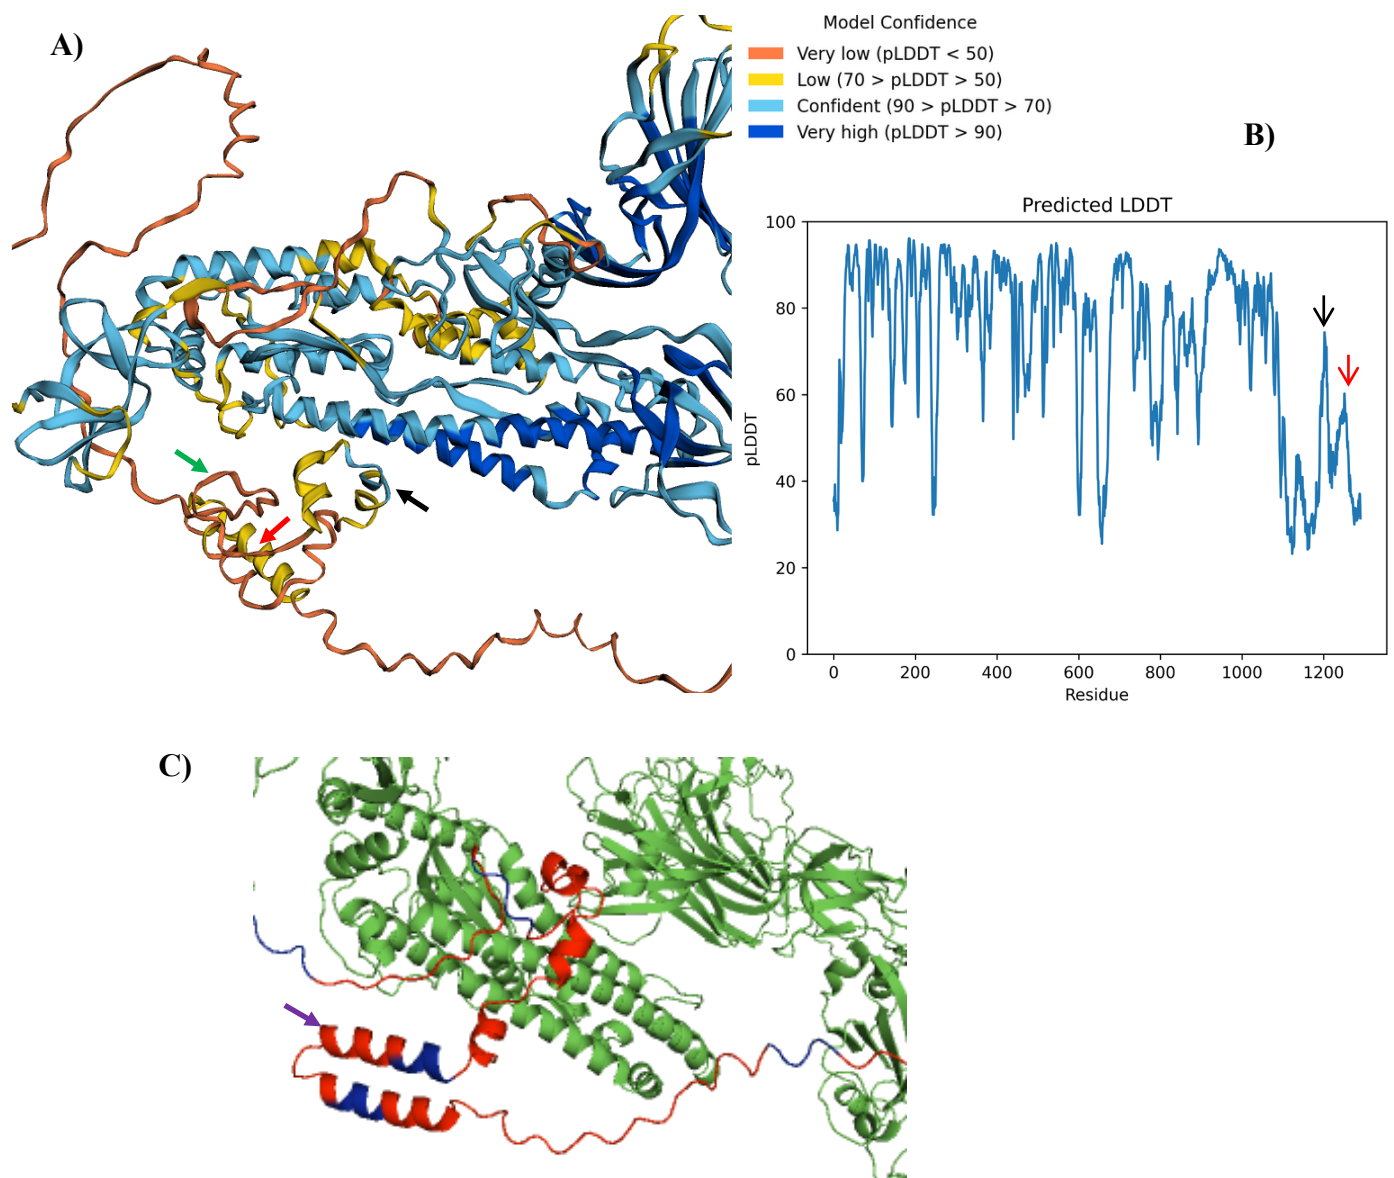 A)
Model Confidence
Very low (pLDDT < 50)
Low (70 > pLDDT > 50)
Confident (90 > pLDDT > 70)
Very high (pLDDT > 90)
B)
Predicted LDDT
100
80
60
40
20
0
pLDDT
0 200 400 600 800 1000 1200
Residue
C)